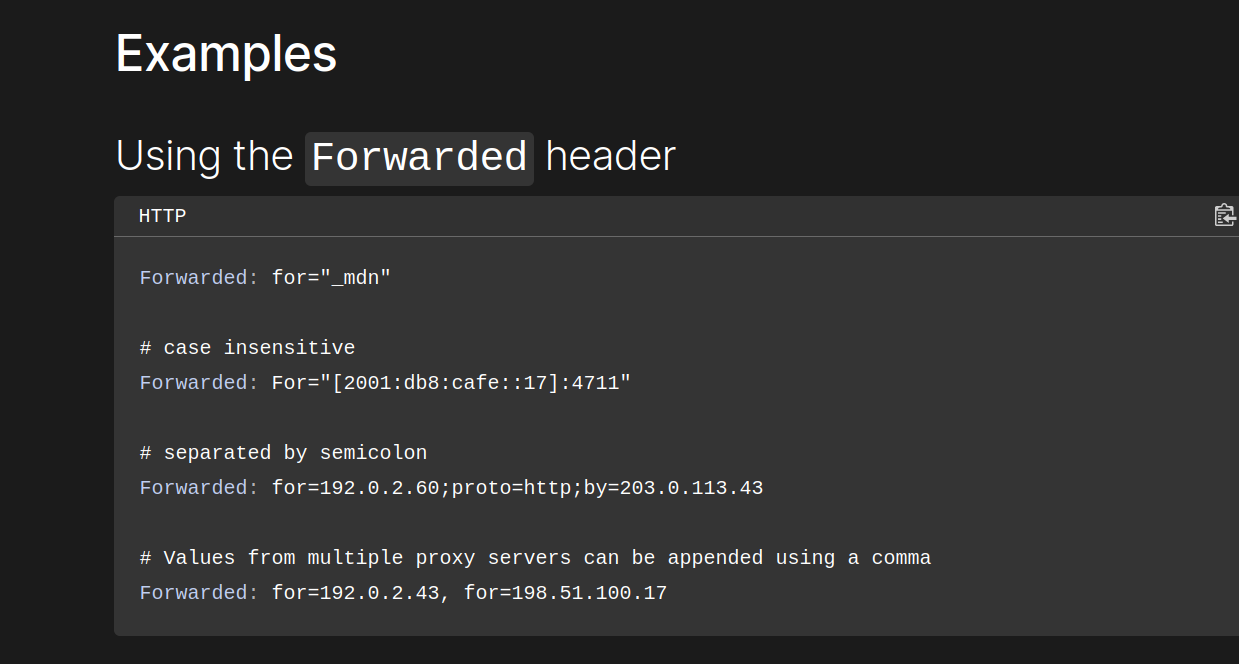 Examples
Using the Forwarded header
HTTP
Forwarded: for="_mdn"
# case insensitive
Forwarded: For="[2001:db8:cafe::17]:4711"
# separated by semicolon
Forwarded: for=192.0.2.60;proto=http;by=203.0.113.43
# Values from multiple proxy servers can be appended using a comma
Forwarded: for=192.0.2.43, for=198.51.100.17